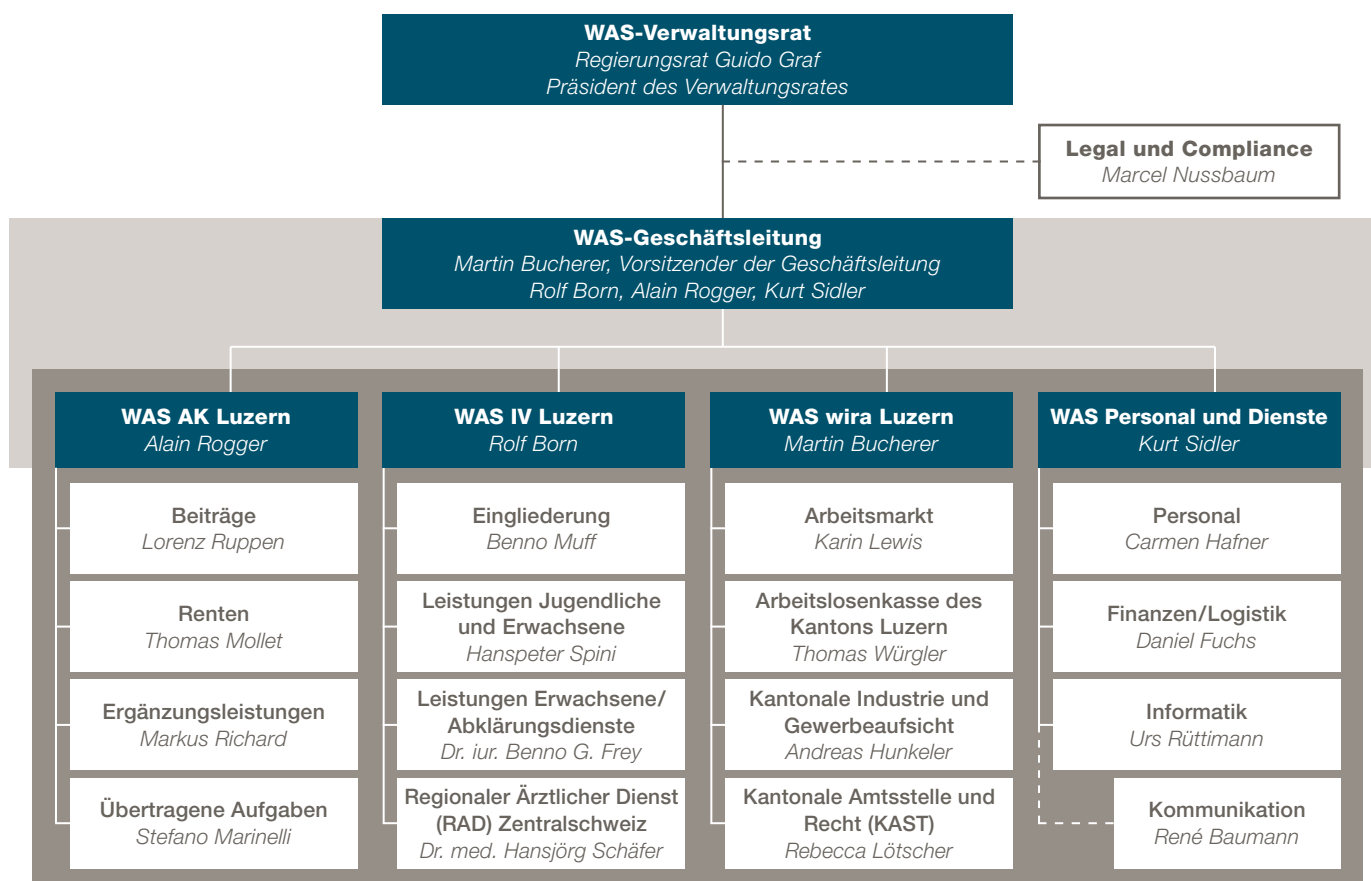 WAS-Verwaltungsrat
Regierungsrat Guido Graf
Präsident des Verwaltungsrates
Legal und Compliance
Marcel Nussbaum
WAS-Geschäftsleitung
Martin Bucherer, Vorsitzender der Geschäftsleitung
Rolf Born, Alain Rogger, Kurt Sidler
WAS AK Luzern
Alain Rogger
Beiträge
Lorenz Ruppen
Renten
Thomas Mollet
Ergänzungsleistungen
Markus Richard
Übertragene Aufgaben
Stefano Marinelli
WAS IV Luzern
Rolf Born
Eingliederung
Benno Muff
Leistungen Jugendliche
und Erwachsene
Hanspeter Spini
Leistungen Erwachsene/
Abklärungsdienste
Dr. iur. Benno G. Frey
Regionaler Ärztlicher Dienst
(RAD) Zentralschweiz
Dr. med. Hansjörg Schäfer
WAS wira Luzern
Martin Bucherer
Arbeitsmarkt
Karin Lewis
Arbeitslosenkasse des
Kantons Luzern
Thomas Würgler
Kantonale Industrie und
Gewerbeaufsicht
Andreas Hunkeler
Kantonale Amtsstelle und
Recht (KAST)
Rebecca Lötscher
WAS Personal und Dienste
Kurt Sidler
Personal
Carmen Hafner
Finanzen/Logistik
Daniel Fuchs
Informatik
Urs Rüttimann
Kommunikation
René Baumann